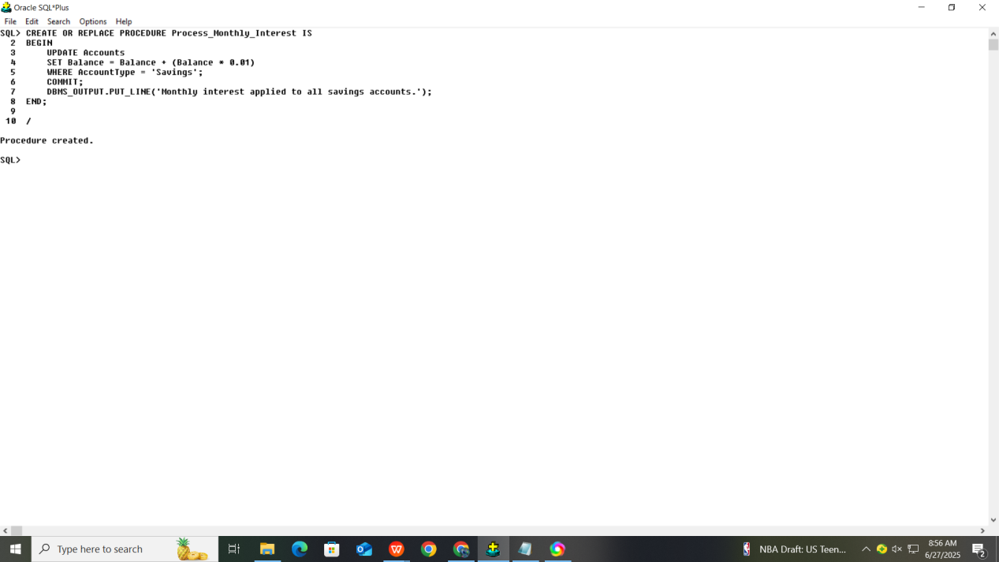 Oracle SQL*Plus
File Edit Search Options Help
SQL> CREATE OR REPLACE PROCEDURE Process_Monthly_Interest IS
  2  BEGIN
  3      UPDATE Accounts
  4      SET Balance = Balance + (Balance * 0.01)
  5      WHERE AccountType = 'Savings';
  6      COMMIT;
  7      DBMS_OUTPUT.PUT_LINE('Monthly interest applied to all savings accounts.');
  8  END;
  9
 10  /
Procedure created.
SQL>
Type here to search
NBA Draft: US Teen...
8:56 AM
6/27/2025
2